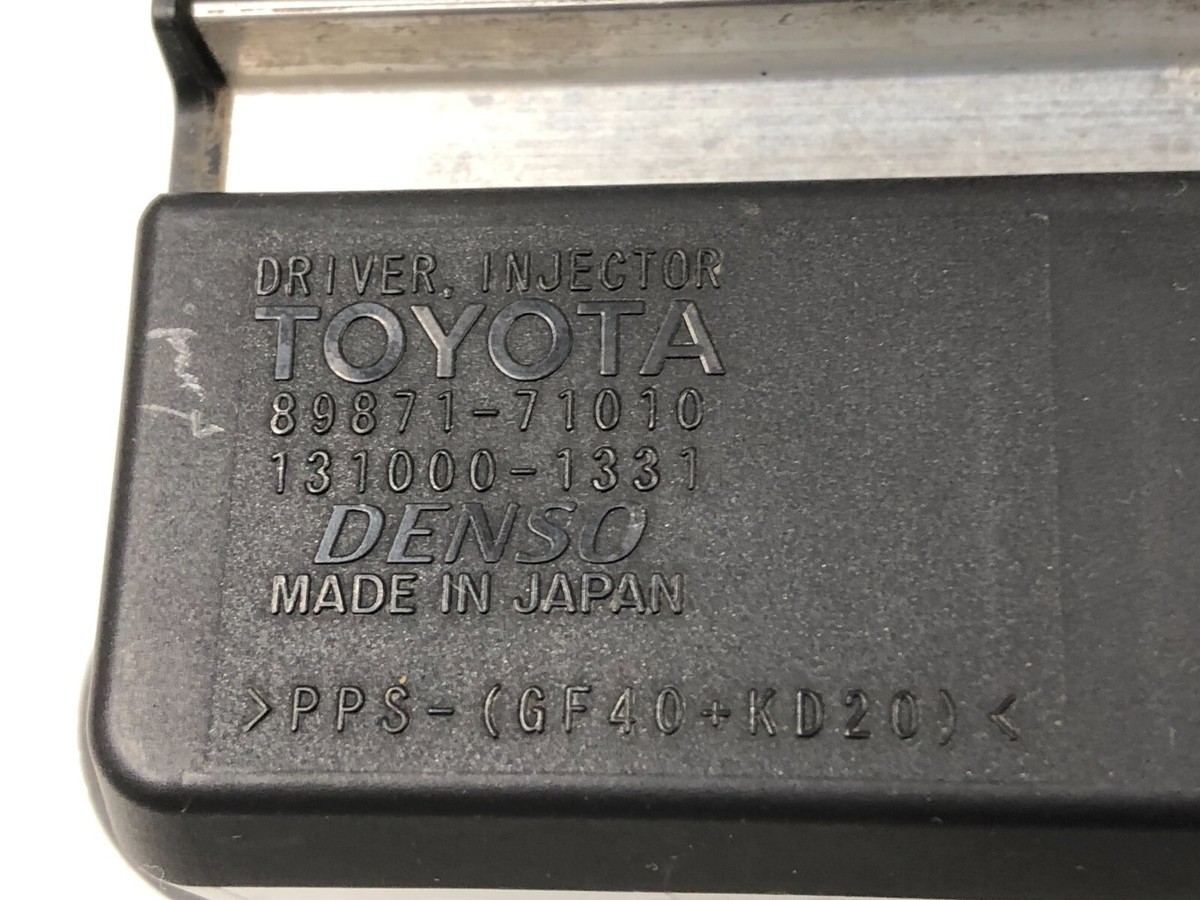 DRIVER, INJECTOR
TOYOTA
89871-71010
131000-1331
DENSO
MADE IN JAPAN
>PPS-(GF40+KD20)<